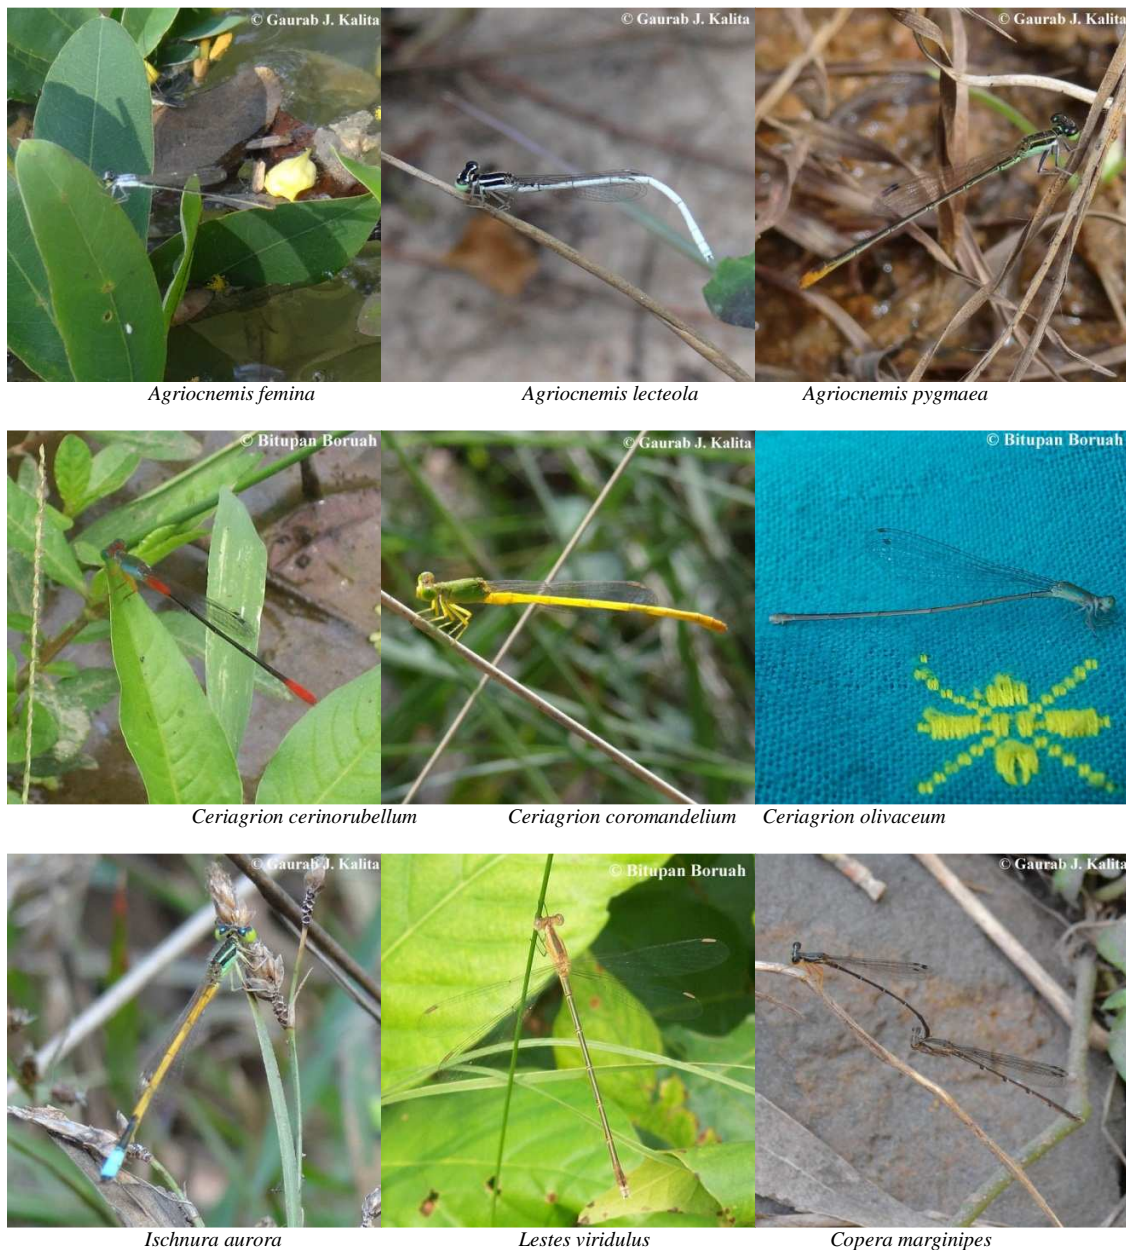 © Gaurab J. Kalita © Gaurab J. Kalita © Gaurab J. Kalita
Agriocnemis femina Agriocnemis lecteola Agriocnemis pygmaea
© Bitupan Boruah © Gaurab J. Kalita © Bitupan Boruah
Ceriagrion cerinorubellum Ceriagrion coromandelium Ceriagrion olivaceum
© Gaurab J. Kalita © Bitupan Boruah © Gaurab J. Kalita
Ischnura aurora Lestes viridulus Copera marginipes